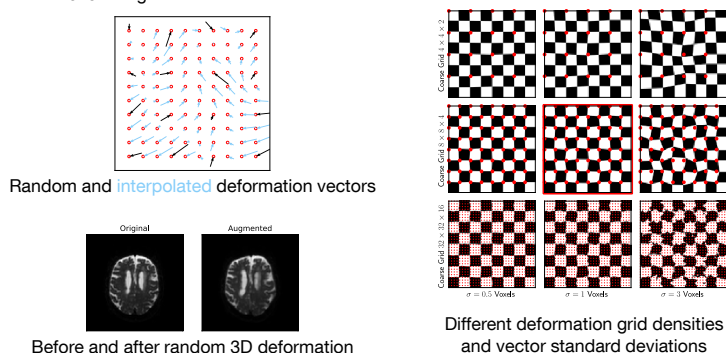 Random and interpolated deformation vectors
Original
Augmented
Before and after random 3D deformation
Coarse Grid 4 × 4 × 2
Coarse Grid 8 × 8 × 4
Coarse Grid 32 × 32 × 16
σ = 0.5 Voxels
σ = 1 Voxels
σ = 3 Voxels
Different deformation grid densities
and vector standard deviations